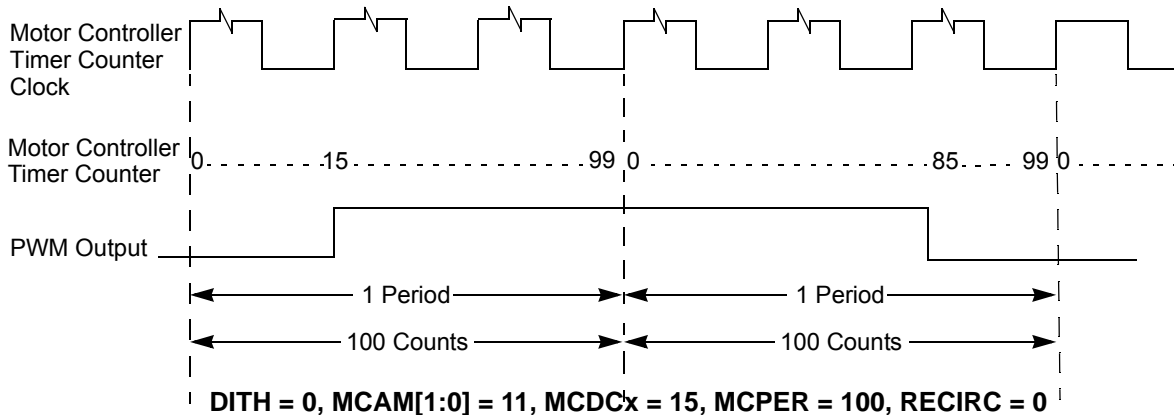 Motor Controller
Timer Counter
Clock
Motor Controller
Timer Counter
0 15 99 0 85 99 0
PWM Output
1 Period 1 Period
100 Counts 100 Counts
DITH = 0, MCAM[1:0] = 11, MCDCx = 15, MCPER = 100, RECIRC = 0